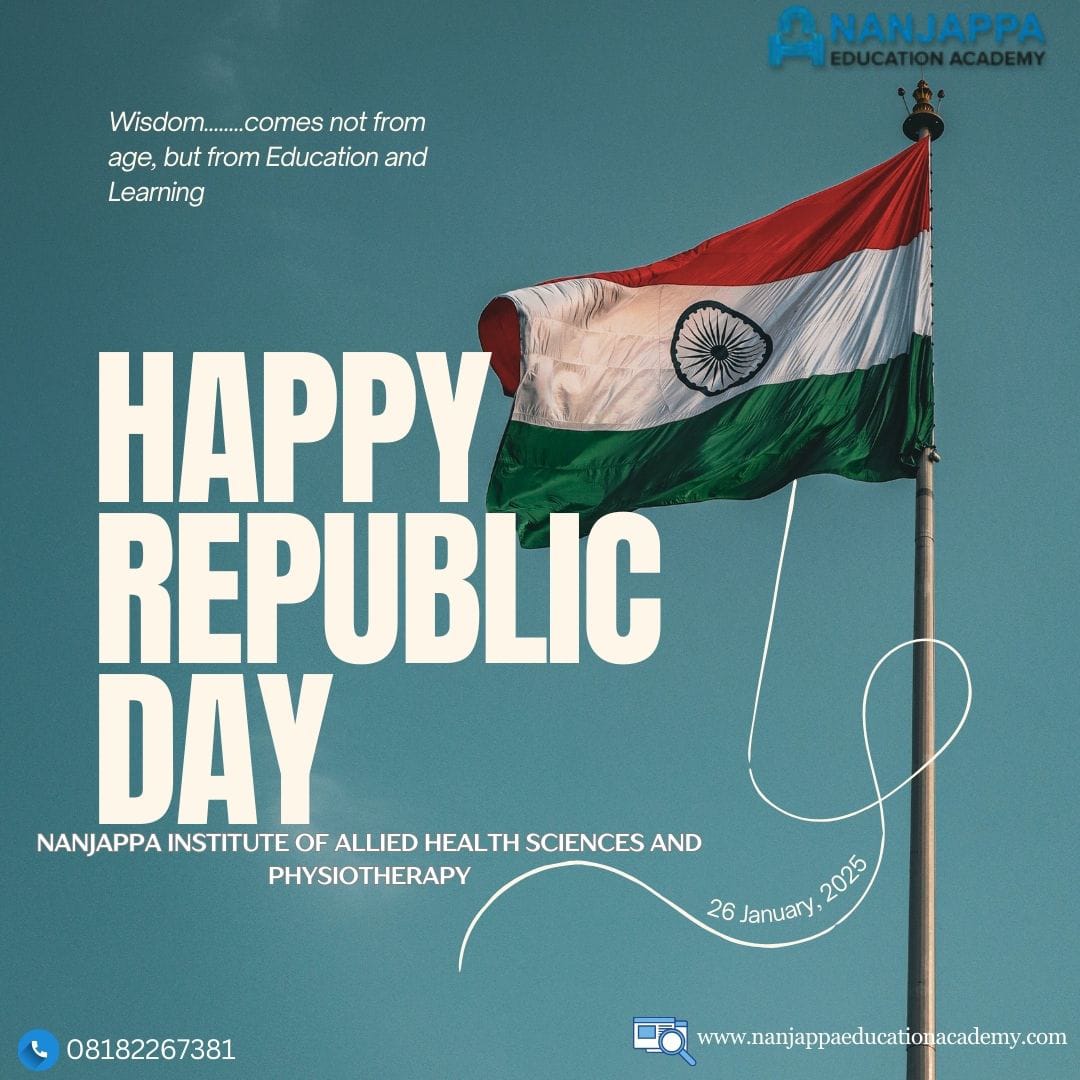 NANJAPPA
EDUCATION ACADEMY
Wisdom........comes not from
age, but from Education and
Learning
HAPPY
REPUBLIC
DAY
NANJAPPA INSTITUTE OF ALLIED HEALTH SCIENCES AND
PHYSIOTHERAPY
26 January, 2025
08182267381
www.nanjappaeducationacademy.com